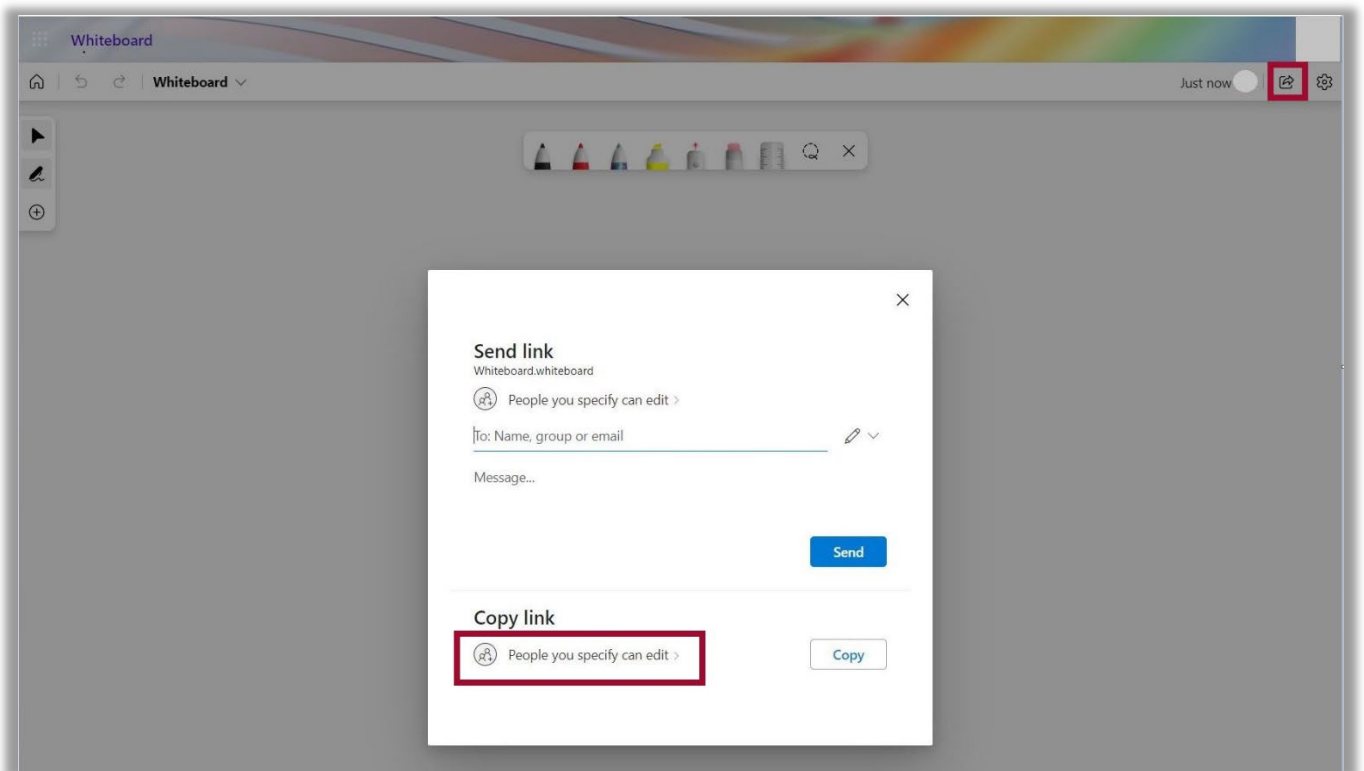 Whiteboard
Whiteboard
Just now
Send link
Whiteboard.whiteboard
People you specify can edit
To: Name, group or email
Message...
Send
Copy link
People you specify can edit
Copy